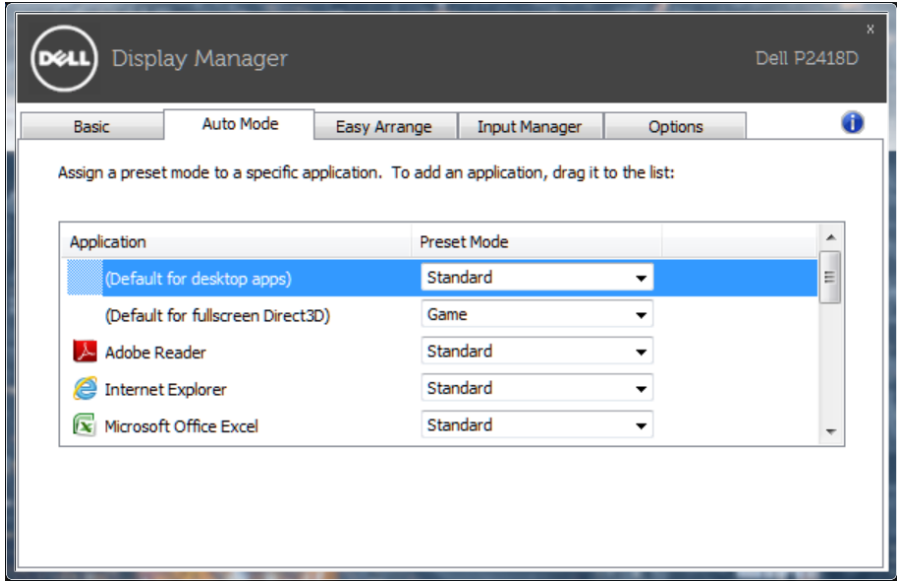 DELL Display Manager
x
Dell P2418D
Basic Auto Mode Easy Arrange Input Manager Options i
Assign a preset mode to a specific application. To add an application, drag it to the list:
Application Preset Mode
(Default for desktop apps) Standard
(Default for fullscreen Direct3D) Game
Adobe Reader Standard
Internet Explorer Standard
Microsoft Office Excel Standard